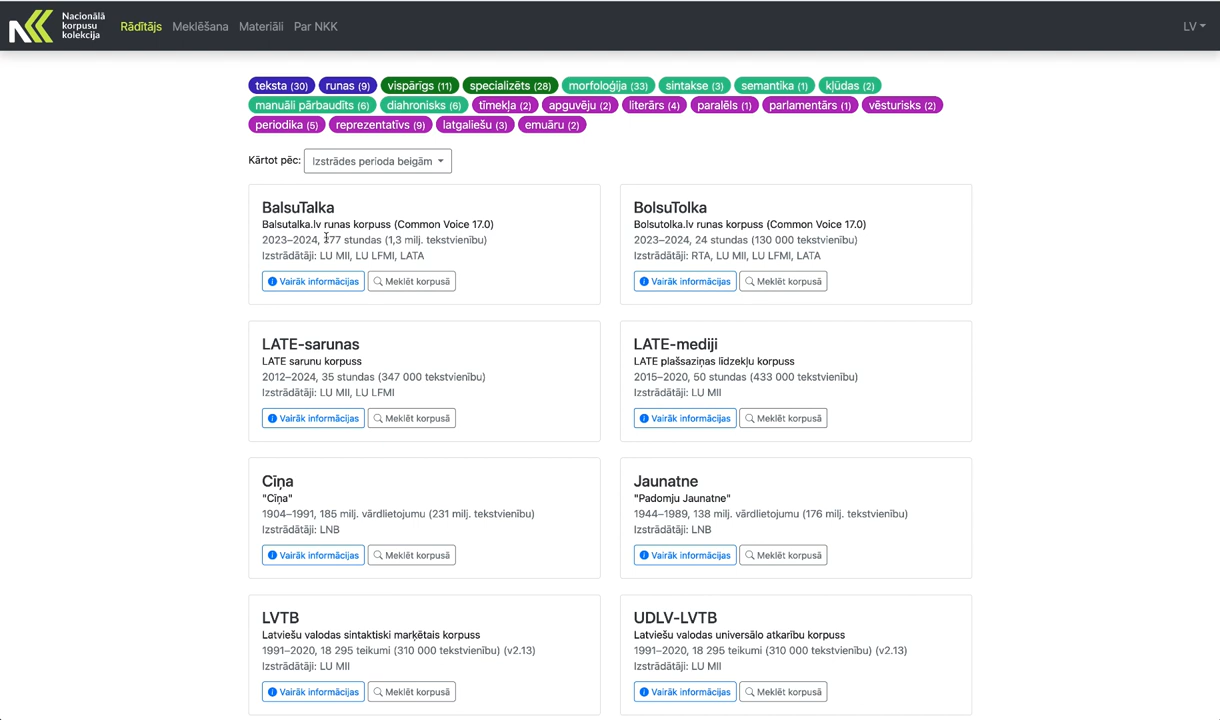 Nacionālā
korpusu
kolekcija
Rādītājs Meklēšana Materiāli Par NKK
LV
teksta (30) runas (9) vispārīgs (11) specializēts (28) morfoloģija (33) sintakse (3) semantika (1) kļūdas (2)
manuāli pārbaudīts (6) diahronisks (6) tīmekļa (2) apguvēju (2) literārs (4) paralēls (1) parlamentārs (1) vēsturisks (2)
periodika (5) reprezentatīvs (9) latgaliešu (3) emuāru (2)
Kārtot pēc: Izstrādes perioda beigām
BalsuTalka
Balsutalka.lv runas korpuss (Common Voice 17.0)
2023–2024, 277 stundas (1,3 milj. tekstvienību)
Izstrādātāji: LU MII, LU LFMI, LATA
Vairāk informācijas Meklēt korpusā
BolsuTolka
Bolsutolka.lv runas korpuss (Common Voice 17.0)
2023–2024, 24 stundas (130 000 tekstvienību)
Izstrādātāji: RTA, LU MII, LU LFMI, LATA
Vairāk informācijas Meklēt korpusā
LATE-sarunas
LATE sarunu korpuss
2012–2024, 35 stundas (347 000 tekstvienību)
Izstrādātāji: LU MII, LU LFMI
Vairāk informācijas Meklēt korpusā
LATE-mediji
LATE plašsaziņas līdzekļu korpuss
2015–2020, 50 stundas (433 000 tekstvienību)
Izstrādātāji: LU MII
Vairāk informācijas Meklēt korpusā
Cīņa
"Cīņa"
1904–1991, 185 milj. vārdlietojumu (231 milj. tekstvienību)
Izstrādātāji: LNB
Vairāk informācijas Meklēt korpusā
Jaunatne
"Padomju Jaunatne"
1944–1989, 138 milj. vārdlietojumu (176 milj. tekstvienību)
Izstrādātāji: LNB
Vairāk informācijas Meklēt korpusā
LVTB
Latviešu valodas sintaktiski marķētais korpuss
1991–2020, 18 295 teikumi (310 000 tekstvienību) (v2.13)
Izstrādātāji: LU MII
Vairāk informācijas Meklēt korpusā
UDLV-LVTB
Latviešu valodas universālo atkarību korpuss
1991–2020, 18 295 teikumi (310 000 tekstvienību) (v2.13)
Izstrādātāji: LU MII
Vairāk informācijas Meklēt korpusā